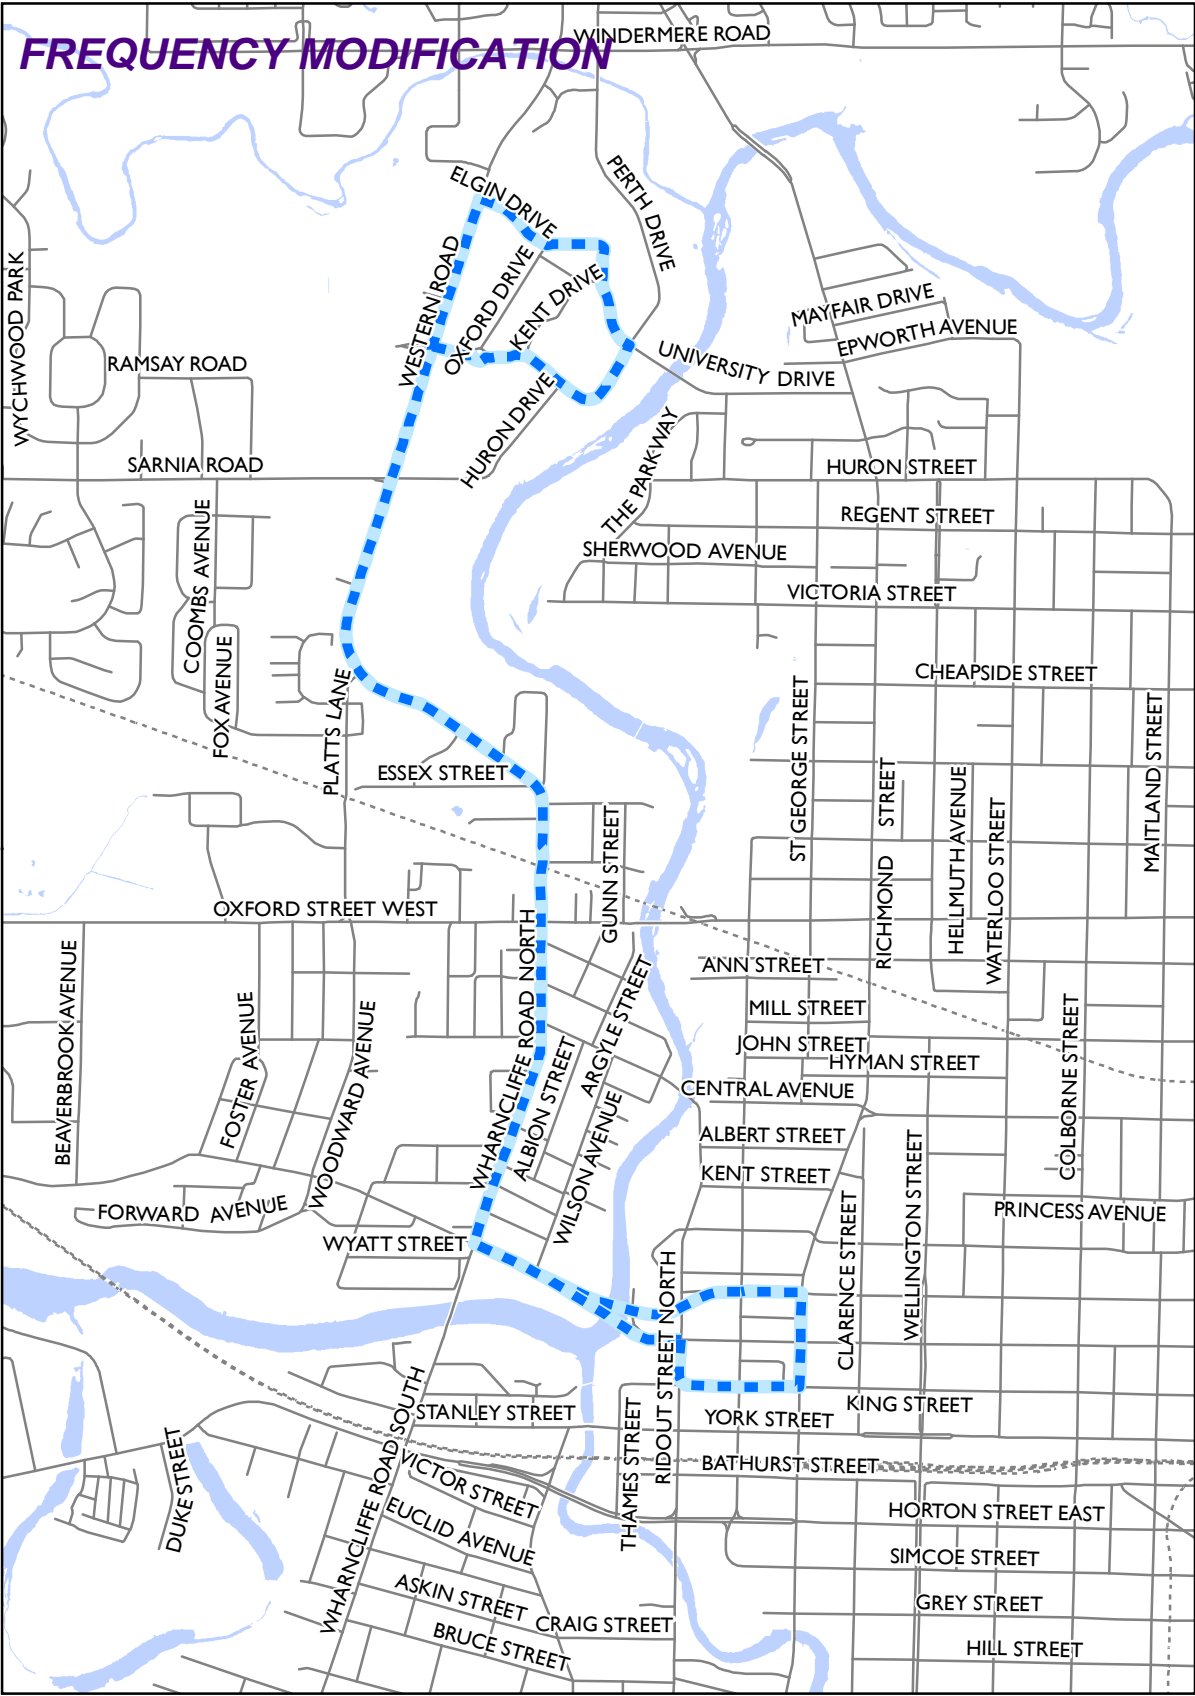 FREQUENCY MODIFICATION
WINDERMERE ROAD
ELGIN DRIVE
PERTH DRIVE
WESTERN ROAD
OXFORD DRIVE
KENT DRIVE
WYCHWOOD PARK
MAYFAIR DRIVE
EPWORTH AVENUE
RAMSAY ROAD
UNIVERSITY DRIVE
HURON DRIVE
SARNIA ROAD
THE PARKWAY
HURON STREET
REGENT STREET
COOMBS AVENUE
SHERWOOD AVENUE
VICTORIA STREET
FOX AVENUE
CHEAPSIDE STREET
PLATTS LANE
ST GEORGE STREET
MAITLAND STREET
ESSEX STREET
RICHMOND STREET
HELLMUTH AVENUE
WATERLOO STREET
GUNN STREET
OXFORD STREET WEST
BEAVERBROOK AVENUE
WHARNCLIFFE ROAD NORTH
ANN STREET
FOSTER AVENUE
WOODWARD AVENUE
ARGYLE STREET
MILL STREET
COLBORNE STREET
JOHN STREET
HYMAN STREET
ALBION STREET
CENTRAL AVENUE
WILSON AVENUE
ALBERT STREET
KENT STREET
WELLINGTON STREET
FORWARD AVENUE
PRINCESS AVENUE
CLARENCE STREET
WYATT STREET
RIDOUT STREET NORTH
WHARNCLIFFE ROAD SOUTH
STANLEY STREET
KING STREET
YORK STREET
THAMES STREET
DUKE STREET
VICTOR STREET
BATHURST STREET
EUCLID AVENUE
HORTON STREET EAST
SIMCOE STREET
ASKIN STREET
GREY STREET
CRAIG STREET
BRUCE STREET
HILL STREET